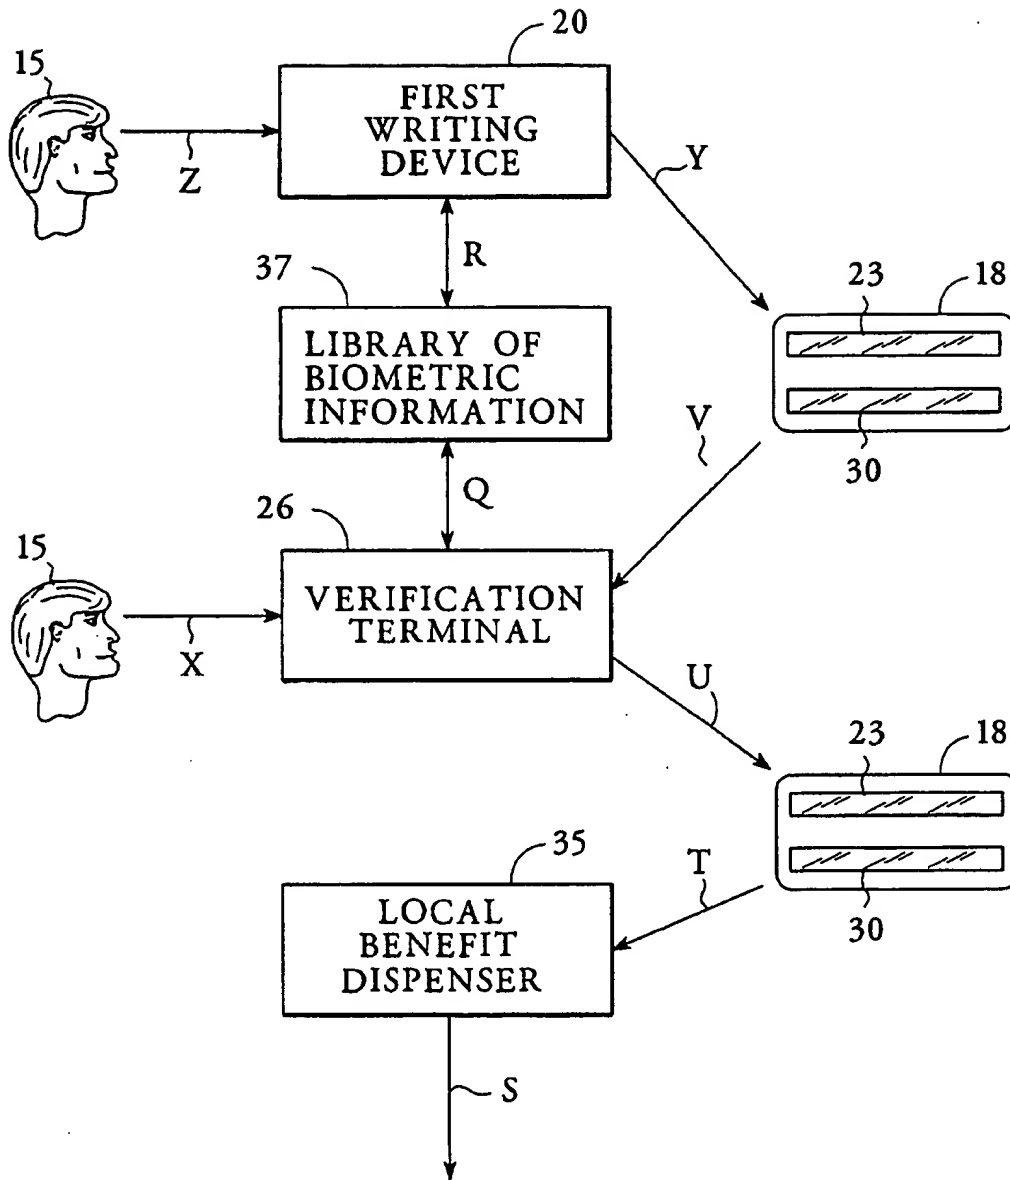 20
15
FIRST
WRITING
DEVICE
Z
Y
R
37
23
18
LIBRARY OF
BIOMETRIC
INFORMATION
V
30
Q
26
15
VERIFICATION
TERMINAL
X
U
23
18
35
T
LOCAL
BENEFIT
DISPENSER
30
S